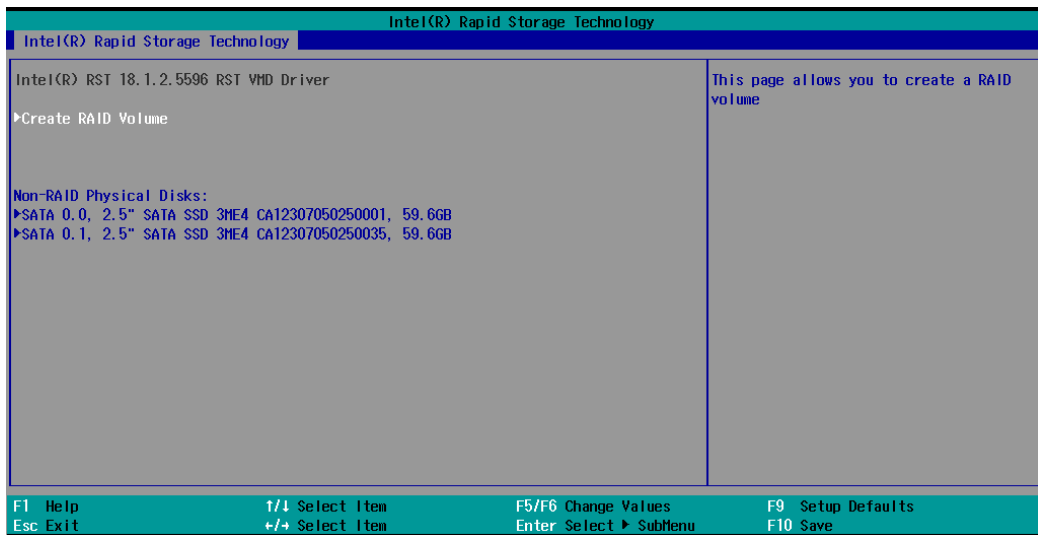 Intel(R) Rapid Storage Technology
Intel(R) Rapid Storage Technology
Intel(R) RST 18.1.2.5596 RST VMD Driver
This page allows you to create a RAID
volume
▶Create RAID Volume
Non-RAID Physical Disks:
▶SATA 0.0, 2.5" SATA SSD 3ME4 CA12307050250001, 59.6GB
▶SATA 0.1, 2.5" SATA SSD 3ME4 CA12307050250035, 59.6GB
F1 Help ↑/↓ Select Item F5/F6 Change Values F9 Setup Defaults
Esc Exit ←/→ Select Item Enter Select ▶ SubMenu F10 Save